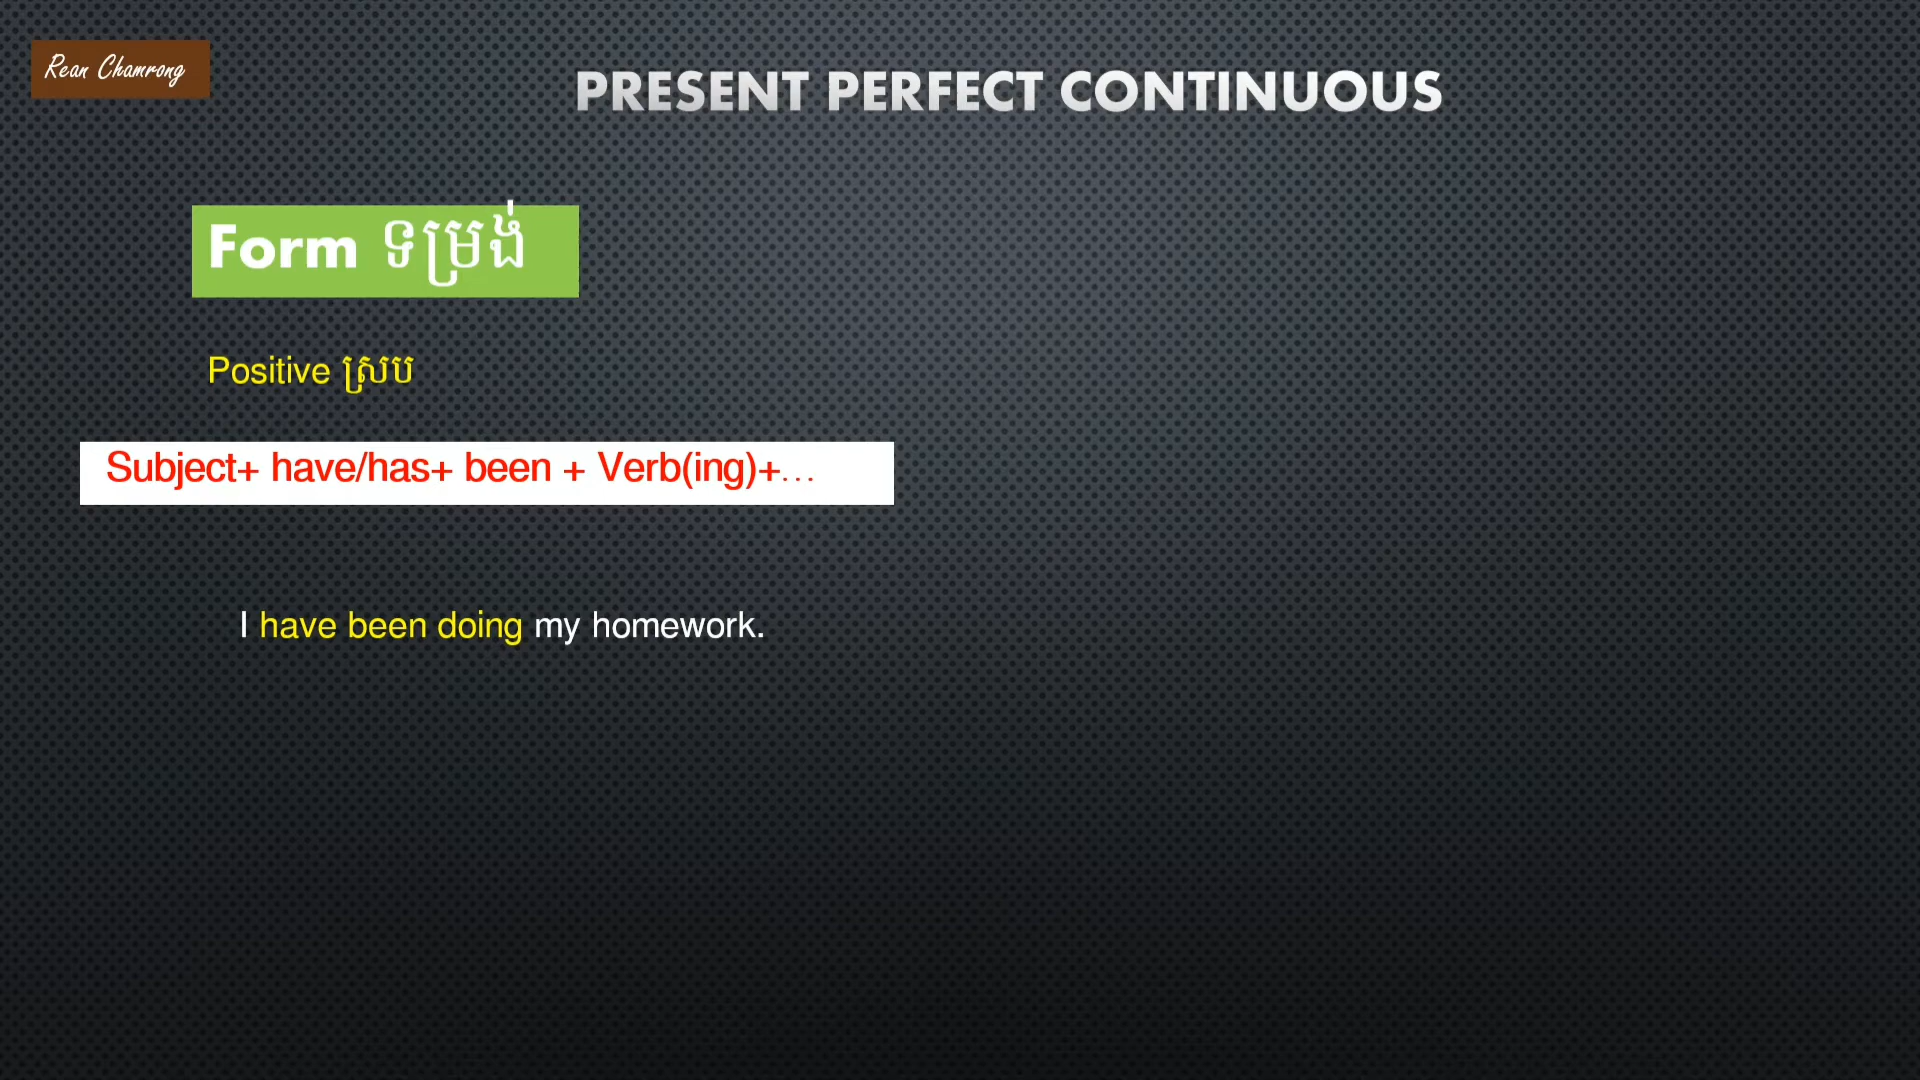 Rean Chamrong
PRESENT PERFECT CONTINUOUS
Form ទម្រង់
Positive ស្រប
Subject+ have/has+ been + Verb(ing)+...
I have been doing my homework.